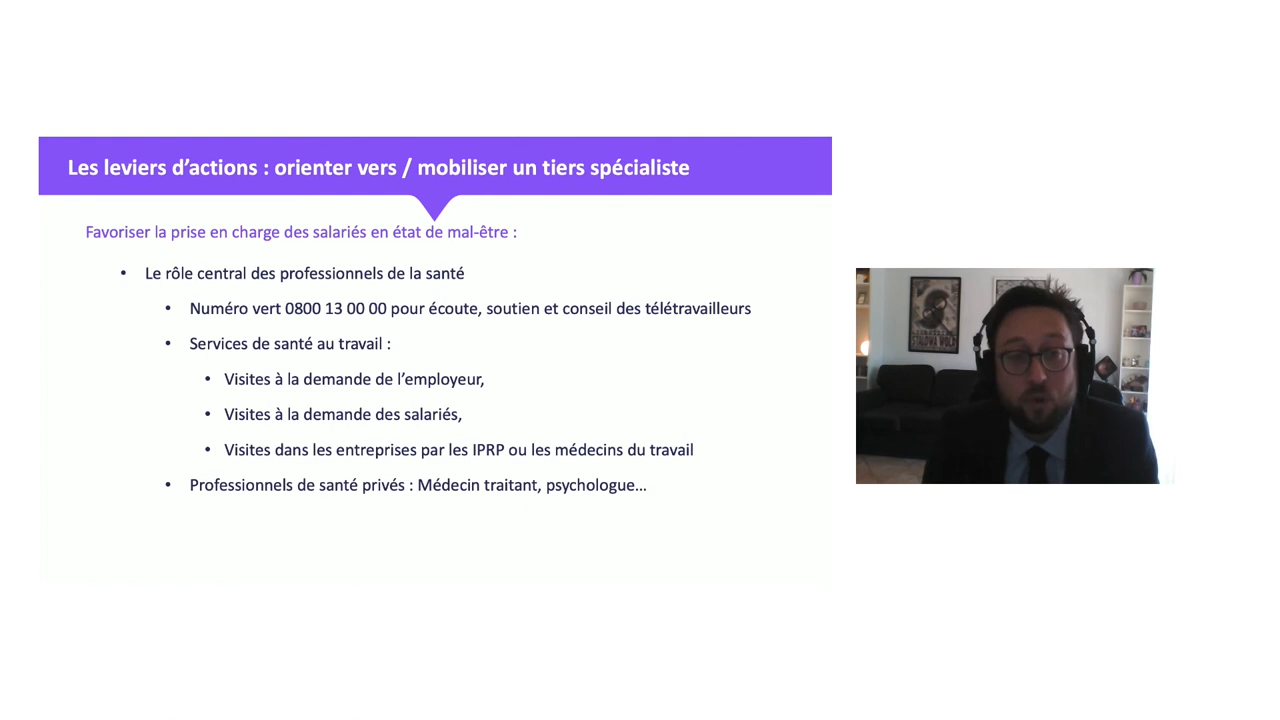 Les leviers d’actions : orienter vers / mobiliser un tiers spécialiste
Favoriser la prise en charge des salariés en état de mal-être :
• Le rôle central des professionnels de la santé
• Numéro vert 0800 13 00 00 pour écoute, soutien et conseil des télétravailleurs
• Services de santé au travail :
• Visites à la demande de l’employeur,
• Visites à la demande des salariés,
• Visites dans les entreprises par les IPRP ou les médecins du travail
• Professionnels de santé privés : Médecin traitant, psychologue...
STALOWA WOLA